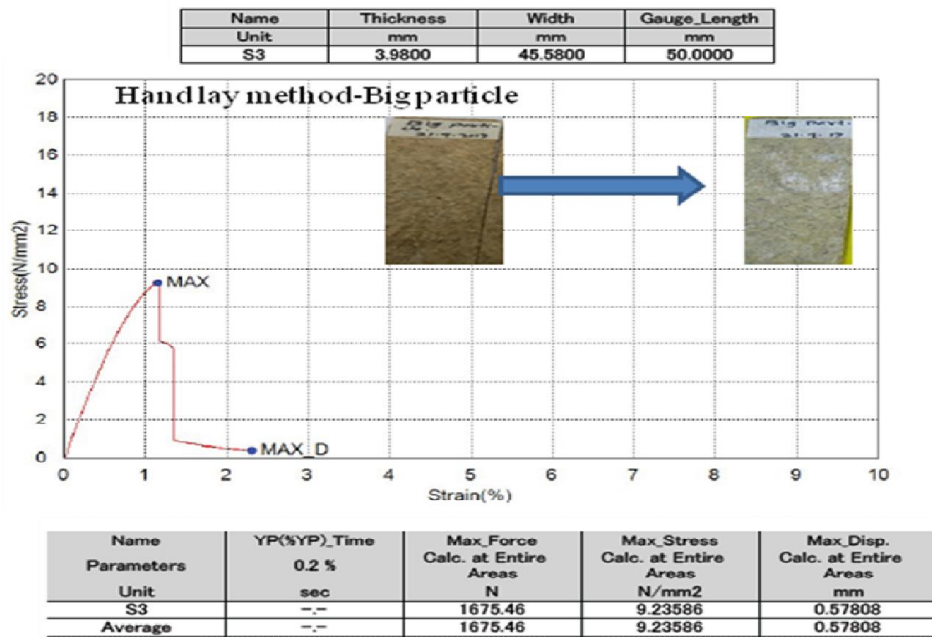 Name Thickness Width Gauge_Length
Unit mm mm mm
S3 3.9800 45.5800 50.0000
Hand lay method-Big particle
20
18
16
14
12
10
8
6
4
2
0
Stress(N/mm2)
MAX
MAX_D
0 1 2 3 4 5 6 7 8 9 10
Strain(%)
Name YP(%YP)_Time Max_Force Max_Stress Max_Disp.
Parameters 0.2 % Calc. at Entire Areas Calc. at Entire Areas Calc. at Entire Areas
Unit sec N N/mm2 mm
S3 -.- 1675.46 9.23586 0.57808
Average -.- 1675.46 9.23586 0.57808